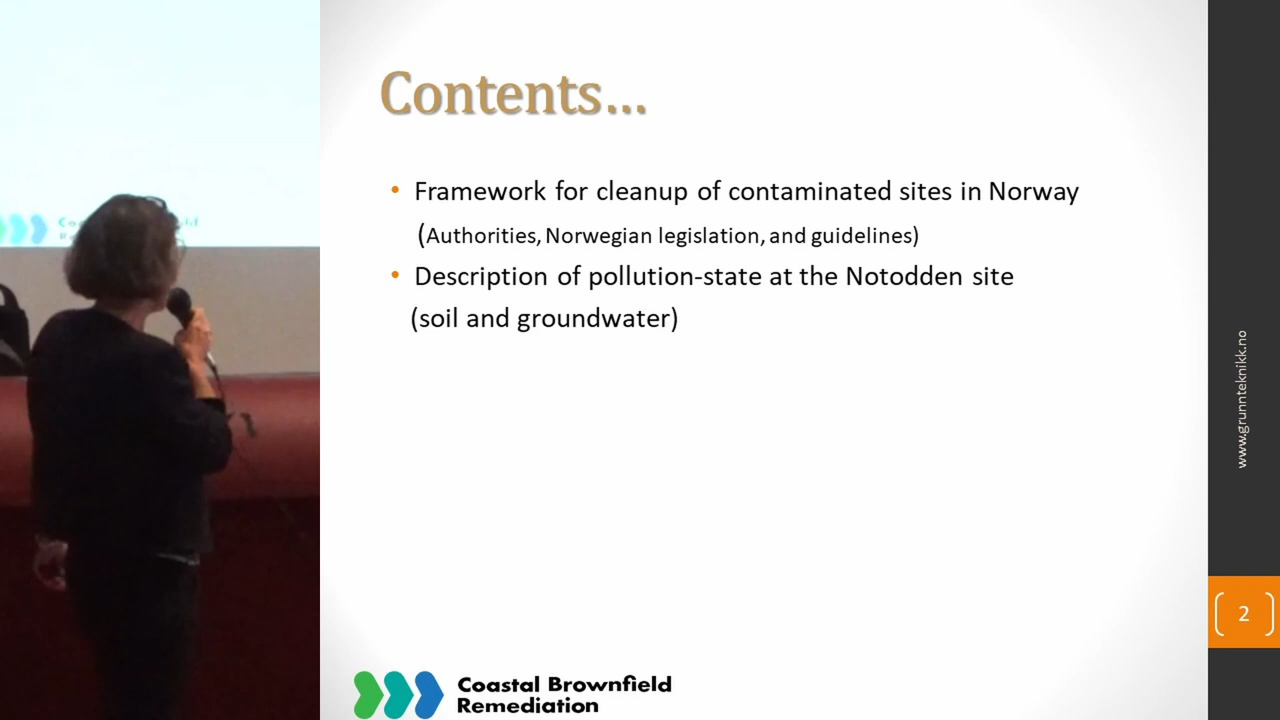 Contents...
• Framework for cleanup of contaminated sites in Norway
(Authorities, Norwegian legislation, and guidelines)
• Description of pollution-state at the Notodden site
(soil and groundwater)
www.grunnteknikk.no
2
Coastal Brownfield
Remediation